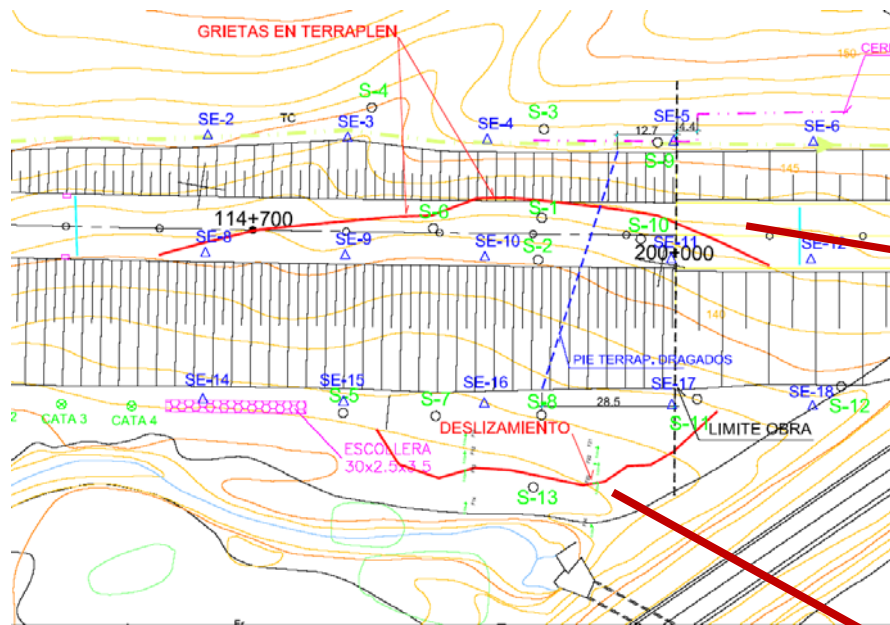 GRIETAS EN TERRAPLEN
150
CERR
S-4
SE-2
TC
SE-3
SE-4
S-3
12.7
SE-5
4.4
SE-6
S-9
145
114+700
S-6
S-1
S-10
SE-8
SE-9
SE-10
S-2
SE-11
200+000
SE-12
140
PIE TERRAP. DRAGADOS
SE-14
SE-15
SE-16
SE-17
SE-18
CATA 3
CATA 4
S-5
S-7
S-8
28.5
S-11
S-12
DESLIZAMIENTO
LIMITE OBRA
ESCOLLERA
30x2.5x3.5
S-13